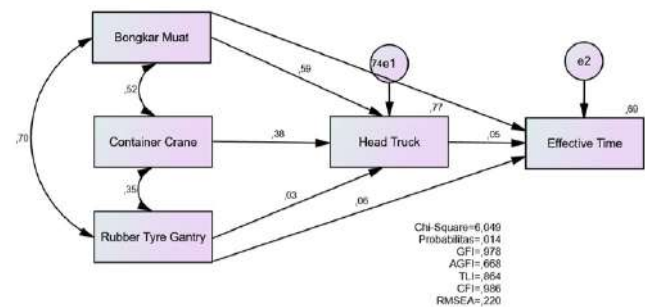 Bongkar Muat
,74
e1
e2
,59
,77
,69
,52
,70
Container Crane
,38
Head Truck
,05
Effective Time
,35
,03
,06
Rubber Tyre Gantry
Chi-Square=6,049
Probabilitas=,014
GFI=,978
AGFI=,668
TLI=,864
CFI=,986
RMSEA=,220